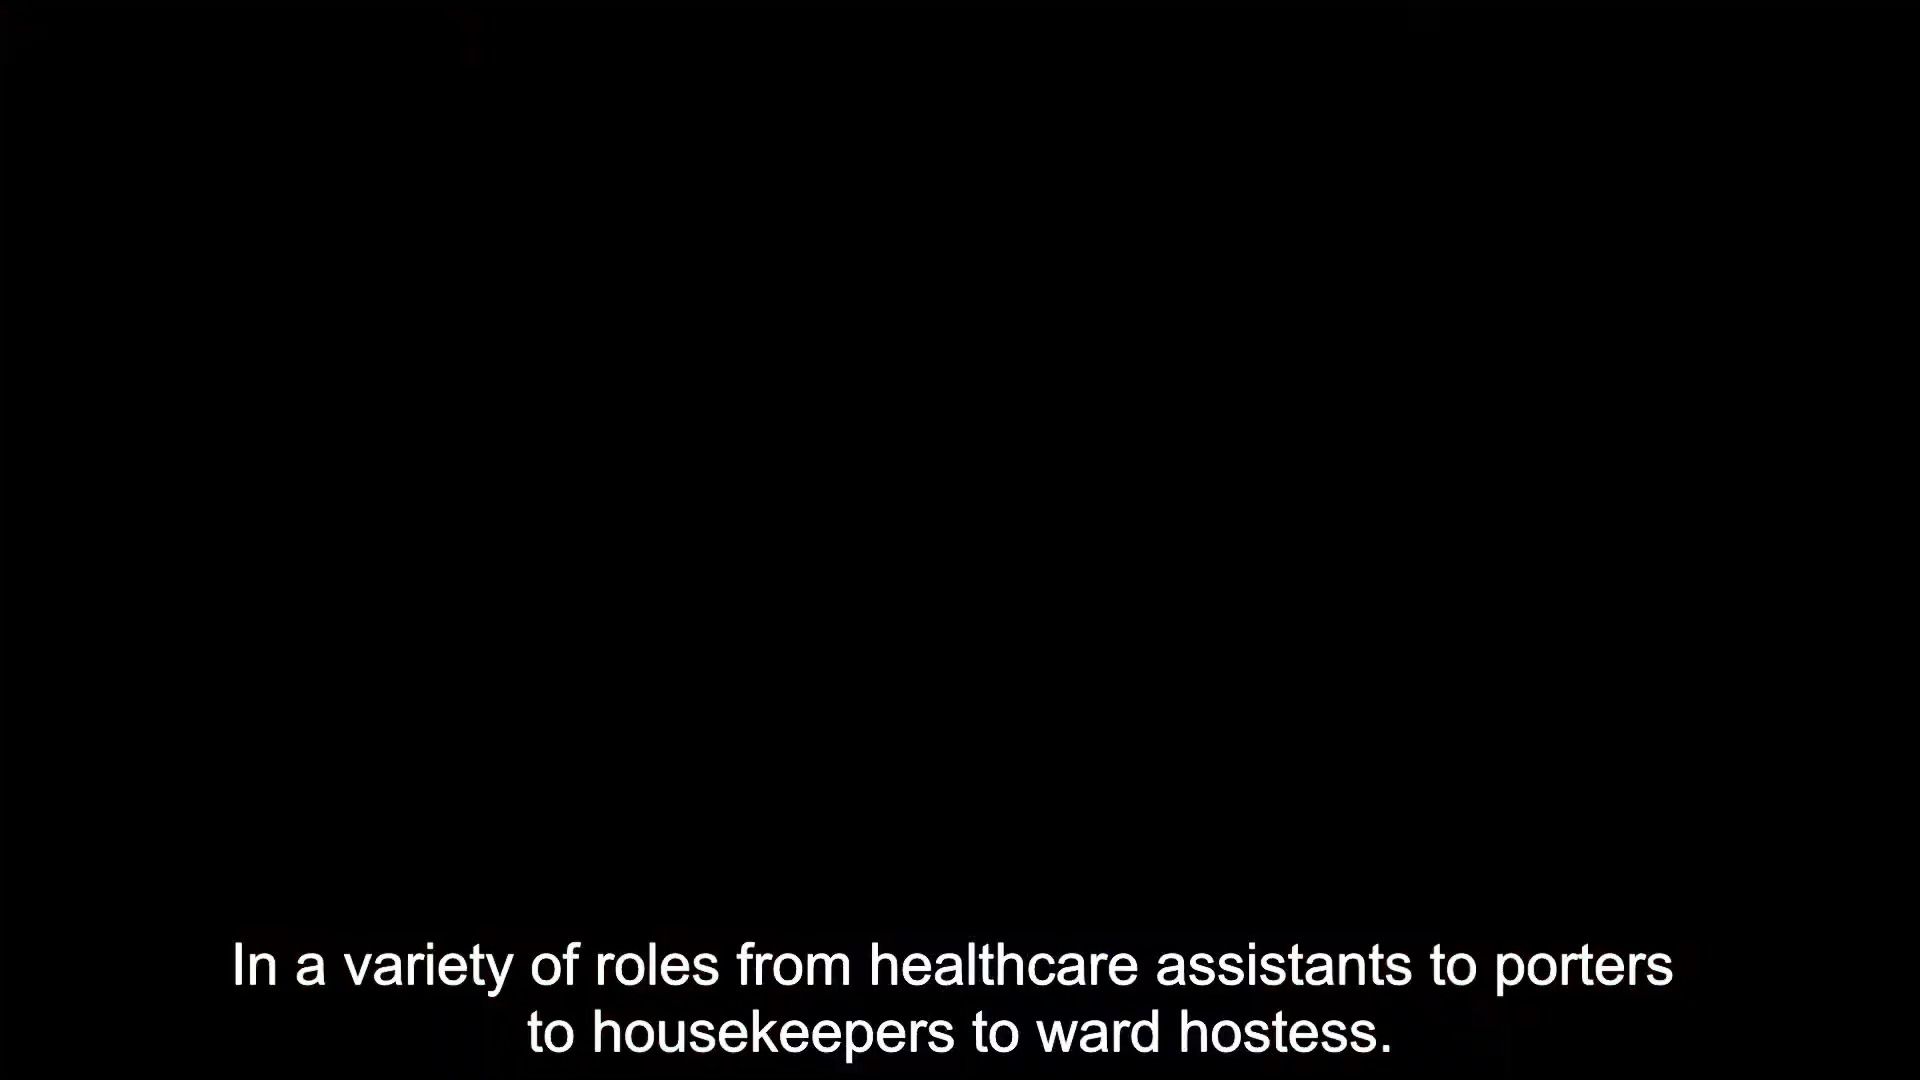 In a variety of roles from healthcare assistants to porters
to housekeepers to ward hostess.